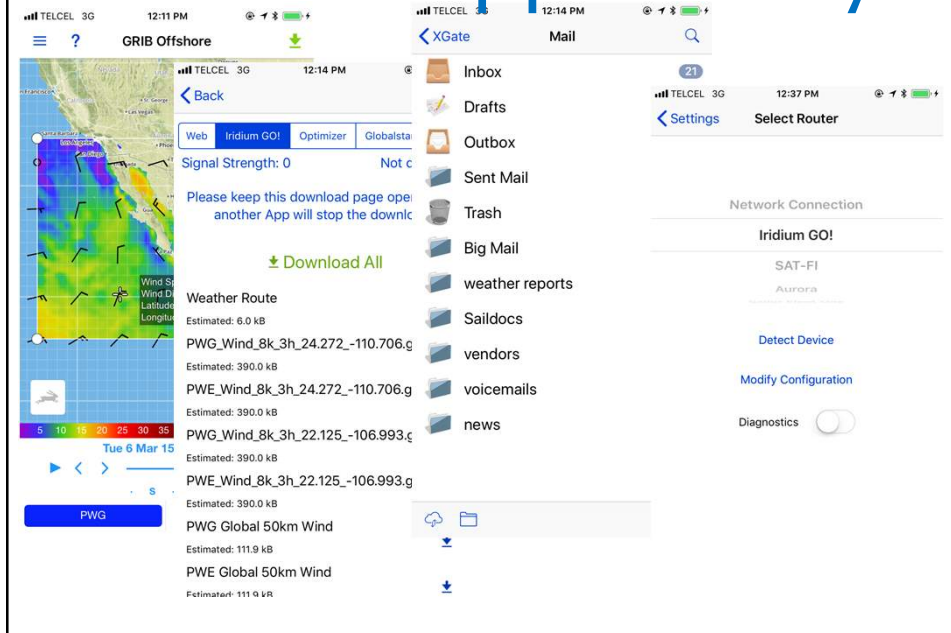 TELCEL 3G 12:11 PM
? GRIB Offshore
Santa Barbara
Los Angeles
Wind Sp
Wind Di
Latitude
Longitu
5 10 15 20 25 30 35
Tue 6 Mar 15
S
PWG
TELCEL 3G 12:14 PM
Back
Web Iridium GO! Optimizer Globalsta
Signal Strength: 0 Not c
Please keep this download page ope
another App will stop the downlo
Download All
Weather Route
Estimated: 6.0 kB
PWG_Wind_8k_3h_24.272_-110.706.g
Estimated: 390.0 kB
PWE_Wind_8k_3h_24.272_-110.706.g
Estimated: 390.0 kB
PWG_Wind_8k_3h_22.125_-106.993.g
Estimated: 390.0 kB
PWE_Wind_8k_3h_22.125_-106.993.g
Estimated: 390.0 kB
PWG Global 50km Wind
Estimated: 111.9 kB
PWE Global 50km Wind
Estimated: 111.9 kB
TELCEL 3G 12:14 PM
XGate Mail
Inbox 21
Drafts
Outbox
Sent Mail
Trash
Big Mail
weather reports
Saildocs
vendors
voicemails
news
TELCEL 3G 12:37 PM
Settings Select Router
Network Connection
Iridium GO!
SAT-FI
Aurora
Detect Device
Modify Configuration
Diagnostics